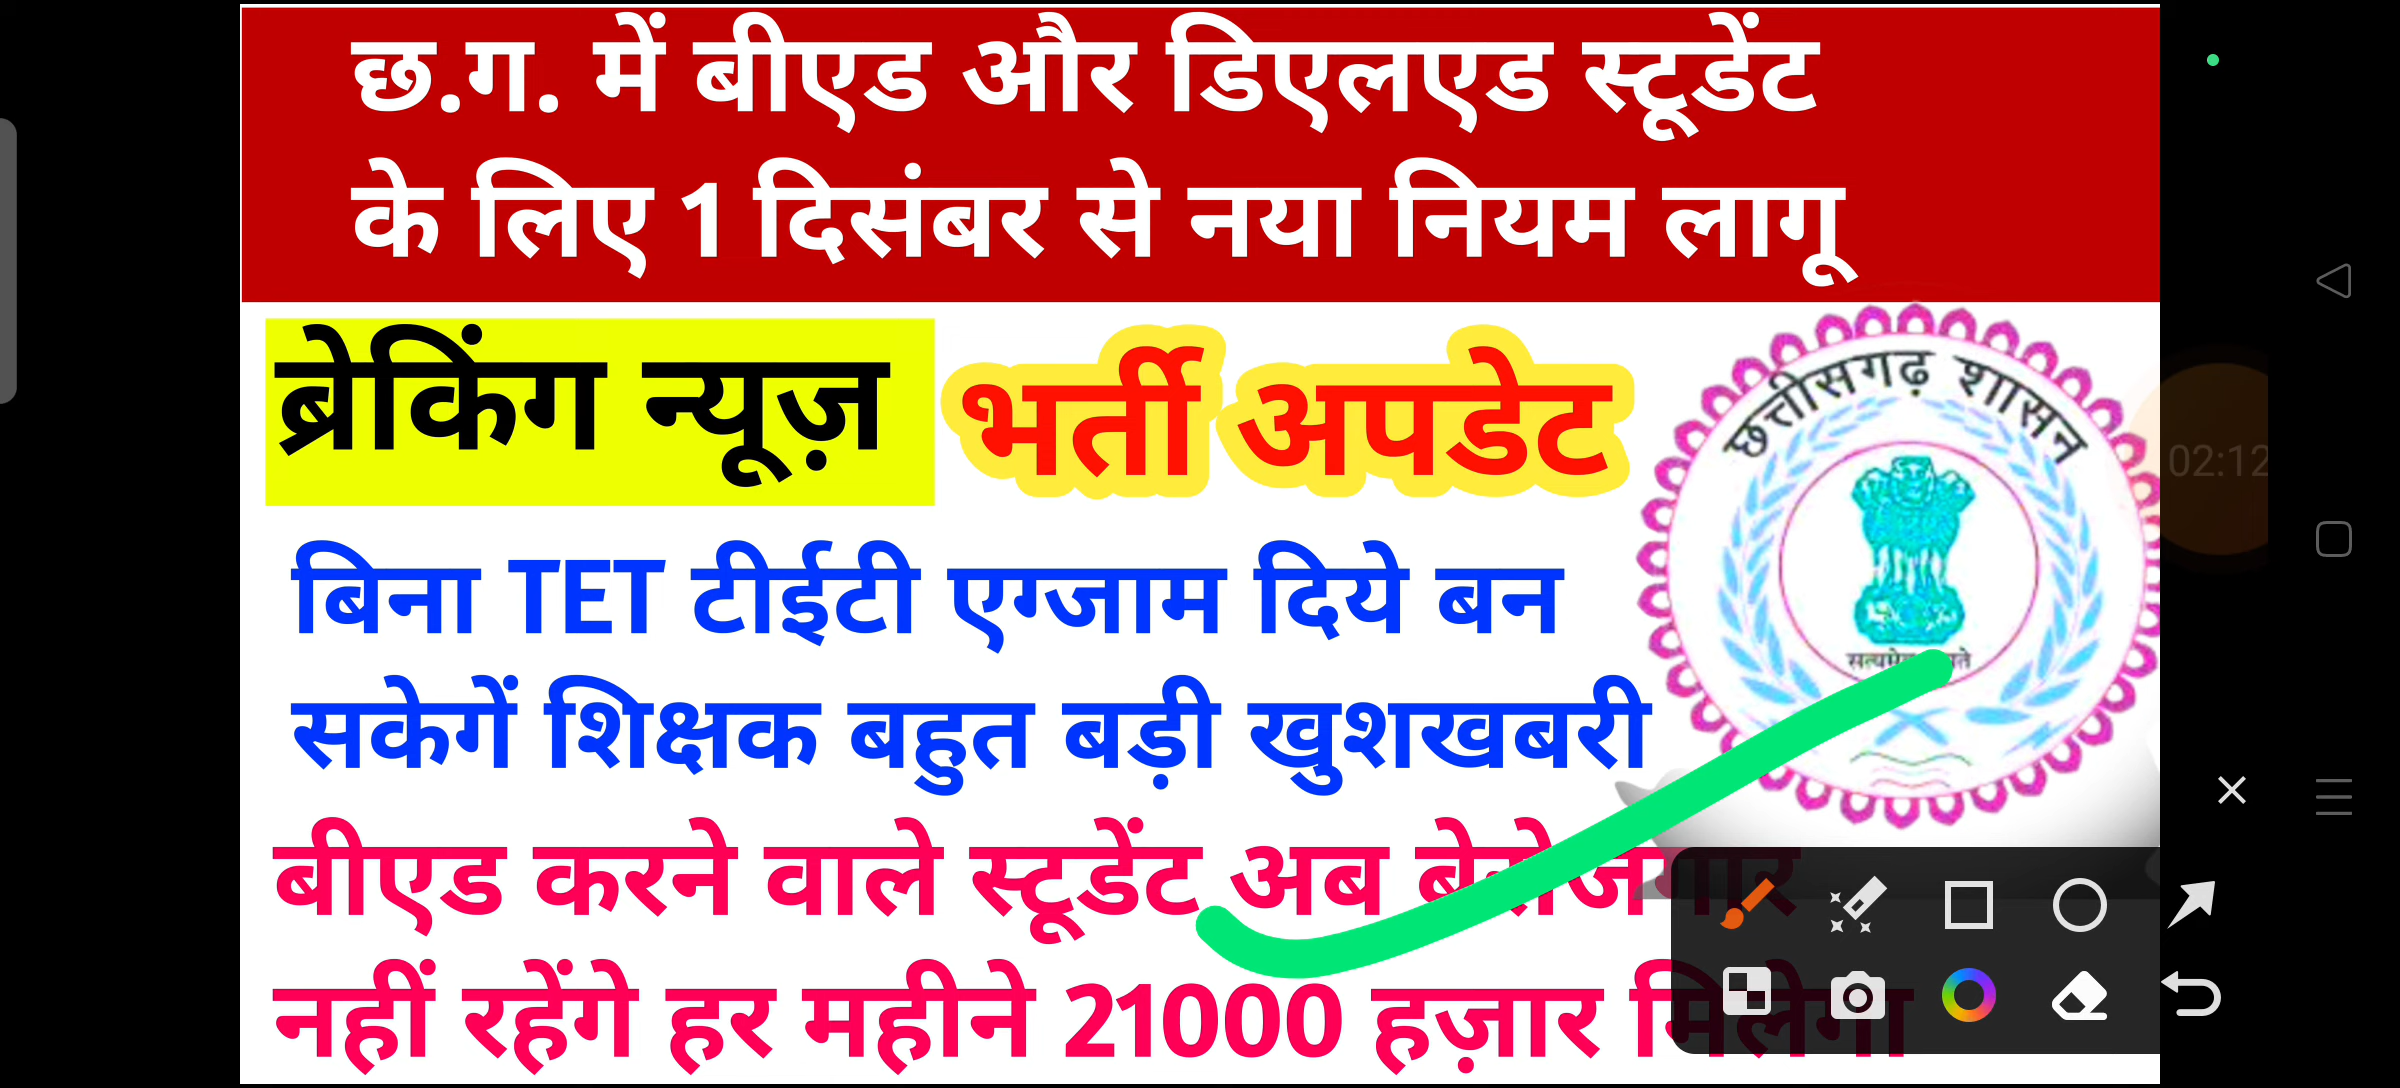 छ.ग. में बीएड और डिएलएड स्टूडेंट
के लिए 1 दिसंबर से नया नियम लागू
ब्रेकिंग न्यूज़ भर्ती अपडेट
छत्तीसगढ़ शासन
02:12
बिना TET टीईटी एग्जाम दिये बन
सकेगें शिक्षक बहुत बड़ी खुशखबरी
बीएड करने वाले स्टूडेंट अब बेरोजगार
नहीं रहेंगे हर महीने 21000 हज़ार मिलेगा